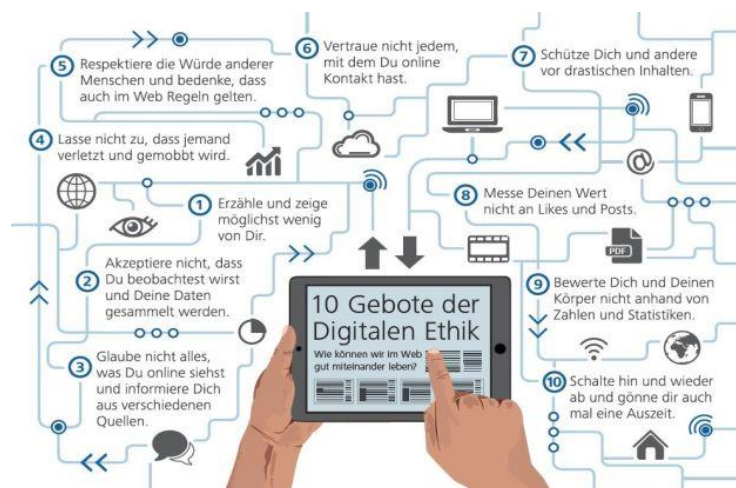 10 Gebote der
Digitalen Ethik
Wie können wir im Web
gut miteinander leben?
1 Erzähle und zeige
möglichst wenig
von Dir.
2 Akzeptiere nicht, dass
Du beobachtest wirst
und Deine Daten
gesammelt werden.
3 Glaube nicht alles,
was Du online siehst
und informiere Dich
aus verschiedenen
Quellen.
4 Lasse nicht zu, dass jemand
verletzt und gemobbt wird.
5 Respektiere die Würde anderer
Menschen und bedenke, dass
auch im Web Regeln gelten.
6 Vertraue nicht jedem,
mit dem Du online
Kontakt hast.
7 Schütze Dich und andere
vor drastischen Inhalten.
@
8 Messe Deinen Wert
nicht an Likes und Posts.
PDF
9 Bewerte Dich und Deinen
Körper nicht anhand von
Zahlen und Statistiken.
10 Schalte hin und wieder
ab und gönne dir auch
mal eine Auszeit.